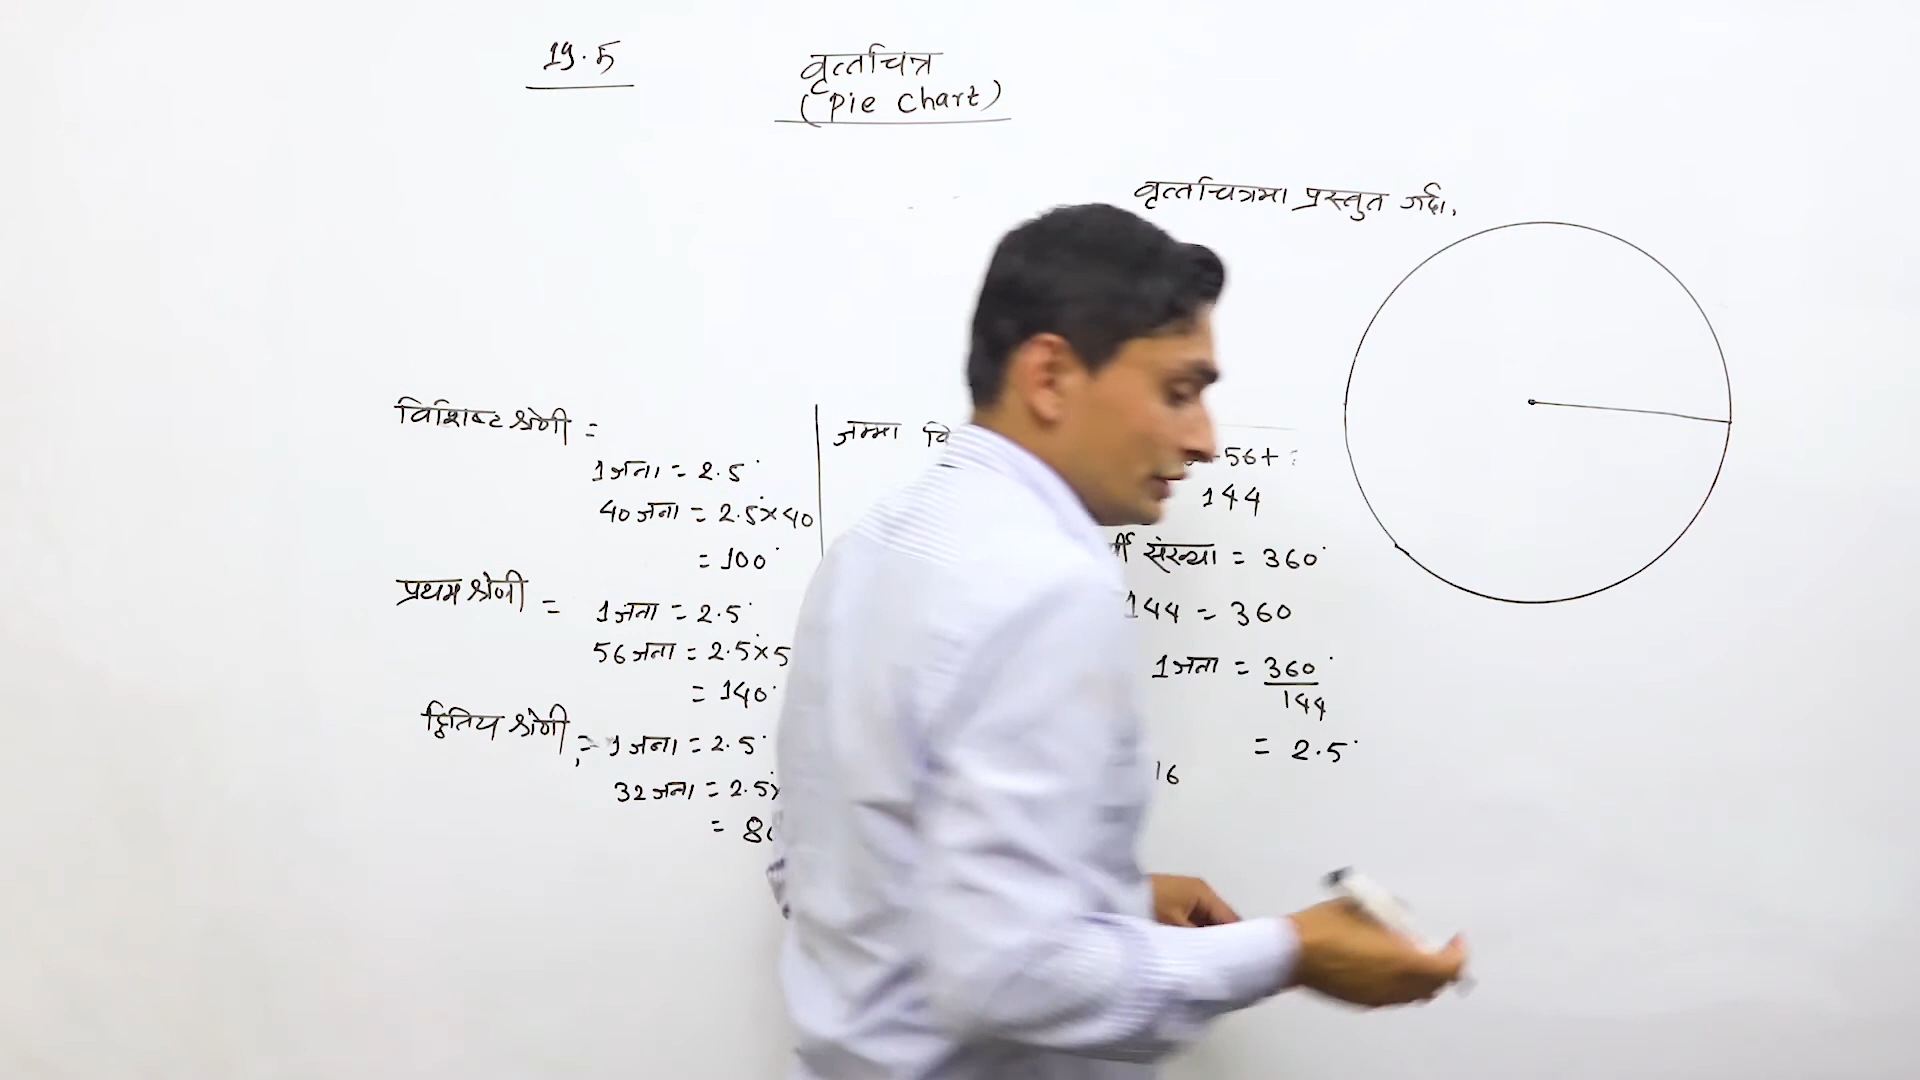 19.5
वृत्तचित्र
(Pie Chart)
वृत्तचित्रमा प्रस्तुत गर्दा,
विशिष्ट श्रेणी =
1 जना = 2.5°
40 जना = 2.5°×40
= 100°
प्रथम श्रेणी =
1 जना = 2.5°
56 जना = 2.5°×5
= 140°
द्वितिय श्रेणी, =
1 जना = 2.5°
32 जना = 2.5°×
= 80
जम्मा वि
56+
144
संख्या = 360°
144 = 360
1 जना = 360°
144
= 2.5°
16